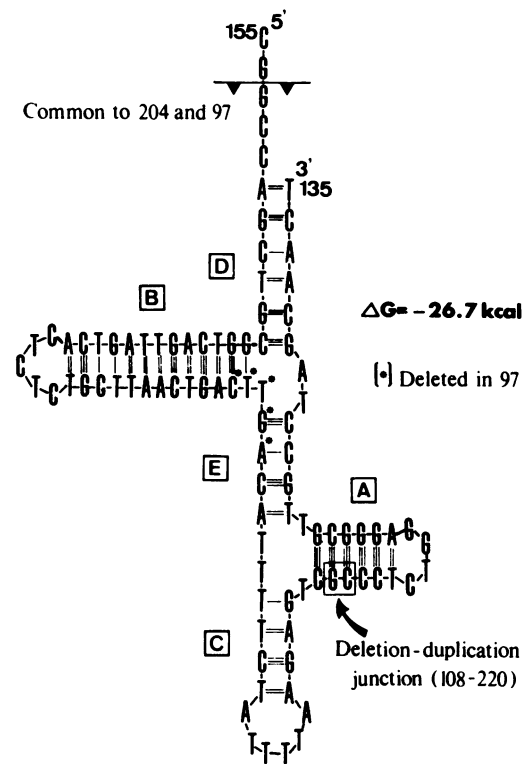 155C 5'
G
G
Common to 204 and 97
C
C
3'
A T 135
G C
C A
D
T A
B
G C
T C A C T G A T T G A C T G G C G
ΔG= -26.7 kcal
C
A
[•] Deleted in 97
T
G C
A C
E
A
C G
A T T G C G G G A G
G
T
T
T C G C C C T C T
T G
C
T A
Deletion-duplication
junction (108-220)
C G
T A
A A
T T T T